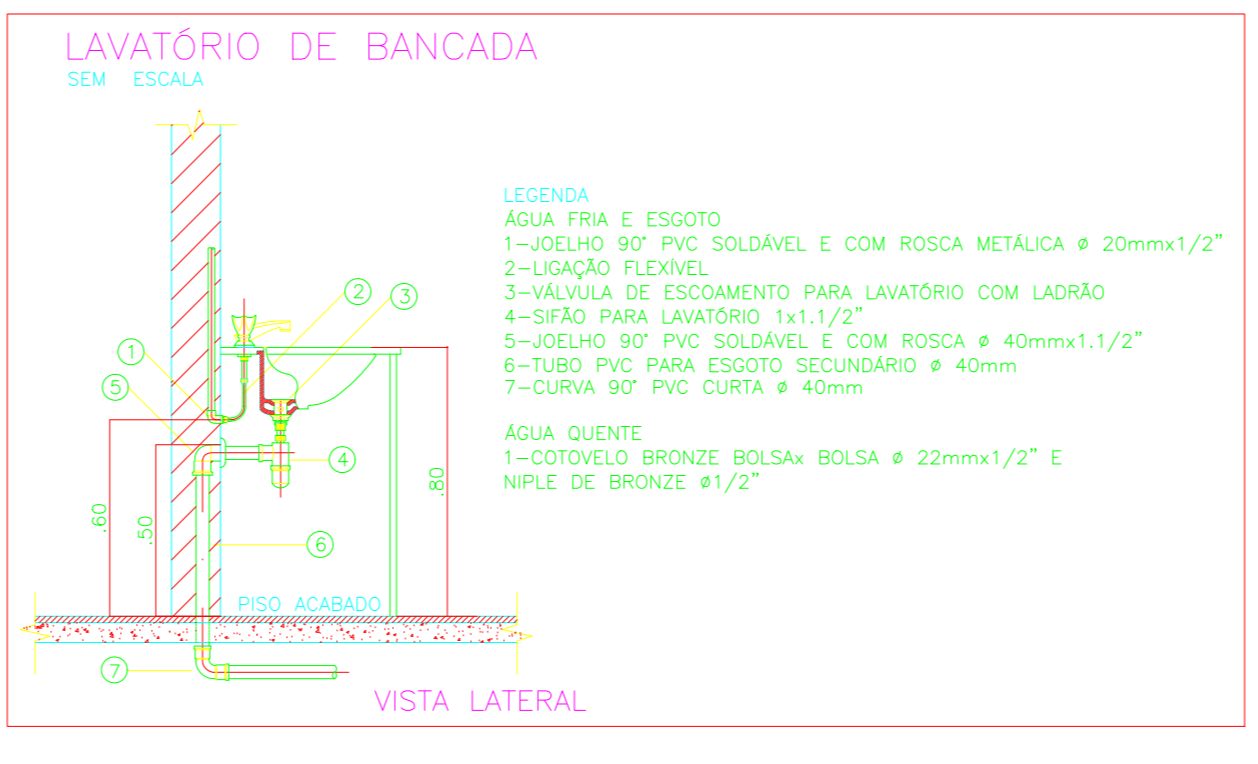 LAVATÓRIO DE BANCADA
SEM ESCALA
LEGENDA
ÁGUA FRIA E ESGOTO
1-JOELHO 90° PVC SOLDÁVEL E COM ROSCA METÁLICA ø 20mmx1/2"
2-LIGAÇÃO FLEXÍVEL
3-VÁLVULA DE ESCOAMENTO PARA LAVATÓRIO COM LADRÃO
4-SIFÃO PARA LAVATÓRIO 1x1.1/2"
5-JOELHO 90° PVC SOLDÁVEL E COM ROSCA ø 40mmx1.1/2"
6-TUBO PVC PARA ESGOTO SECUNDÁRIO ø 40mm
7-CURVA 90° PVC CURTA ø 40mm
ÁGUA QUENTE
1-COTOVELO BRONZE BOLSAx BOLSA ø 22mmx1/2" E
NIPLE DE BRONZE ø1/2"
2
3
1
5
4
.80
.60
.50
6
PISO ACABADO
7
VISTA LATERAL